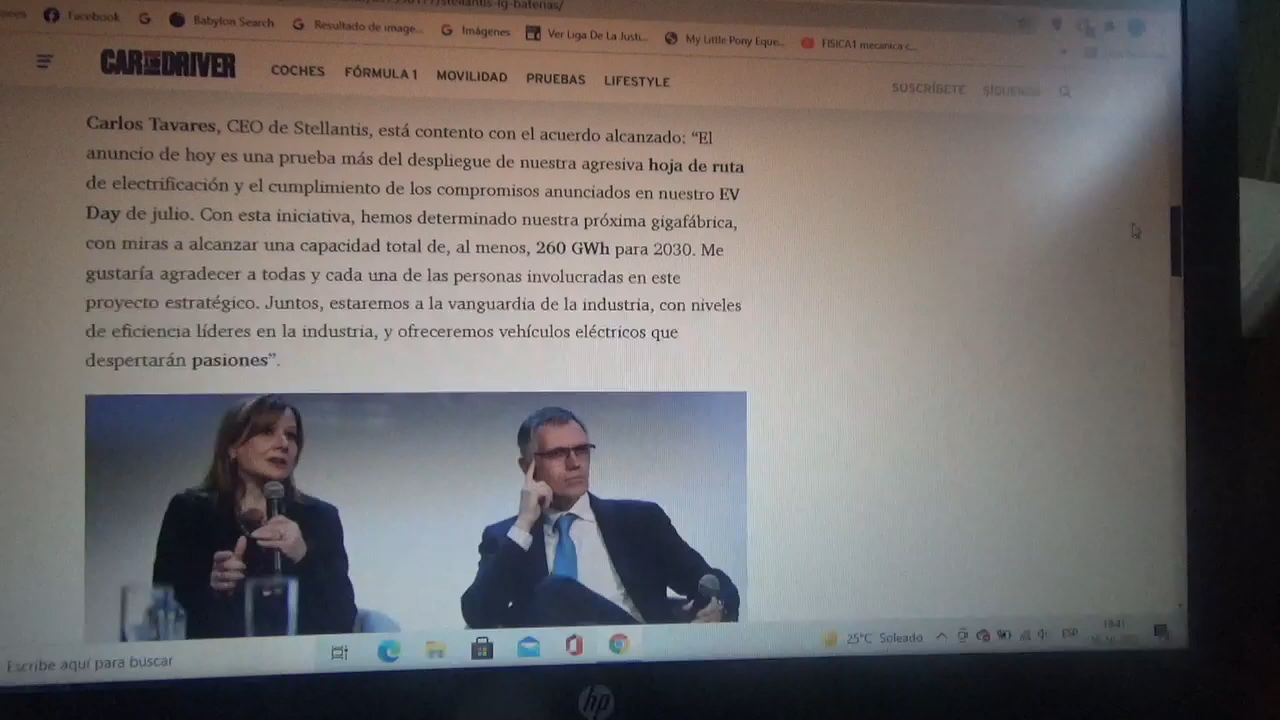 stellantis-lg-baterias/
Facebook
Babylon Search
Resultado de image...
Imágenes
Ver Liga De La Justi...
My Little Pony Eque...
FISICA1 mecanica c...
CAR AND DRIVER
COCHES
FÓRMULA 1
MOVILIDAD
PRUEBAS
LIFESTYLE
SUSCRÍBETE
SÍGUENOS
Carlos Tavares, CEO de Stellantis, está contento con el acuerdo alcanzado: “El
anuncio de hoy es una prueba más del despliegue de nuestra agresiva hoja de ruta
de electrificación y el cumplimiento de los compromisos anunciados en nuestro EV
Day de julio. Con esta iniciativa, hemos determinado nuestra próxima gigafábrica,
con miras a alcanzar una capacidad total de, al menos, 260 GWh para 2030. Me
gustaría agradecer a todas y cada una de las personas involucradas en este
proyecto estratégico. Juntos, estaremos a la vanguardia de la industria, con niveles
de eficiencia líderes en la industria, y ofreceremos vehículos eléctricos que
despertarán pasiones”.
Escribe aquí para buscar
25°C Soleado
ESP
18:41
hp